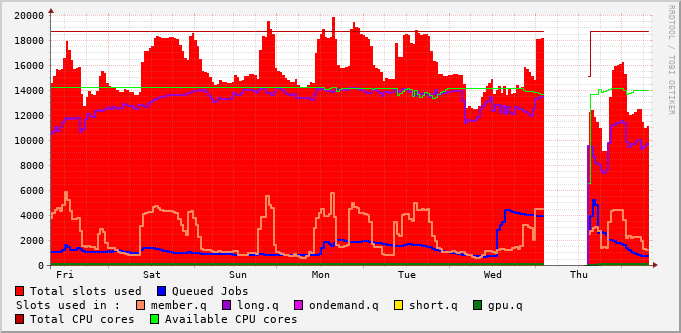 20000
18000
16000
14000
12000
10000
8000
6000
4000
2000
0
Fri Sat Sun Mon Tue Wed Thu
Total slots used Queued Jobs
Slots used in : member.q long.q ondemand.q short.q gpu.q
Total CPU cores Available CPU cores
RRDTOOL / TOBI OETIKER